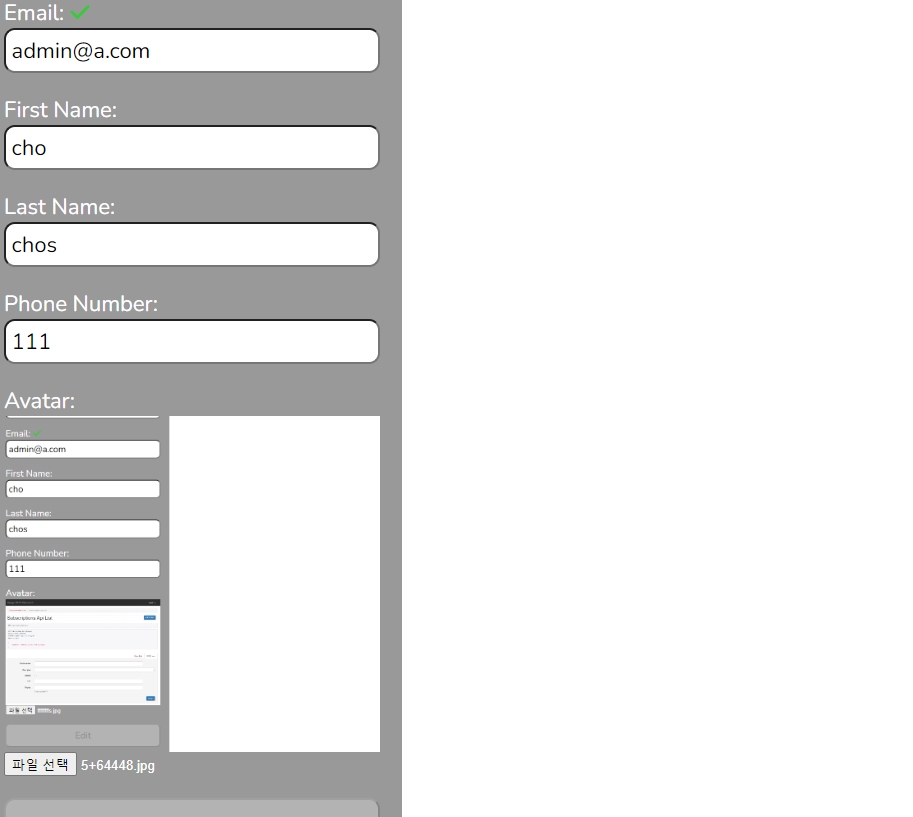 Email:
admin@a.com
First Name:
cho
Last Name:
chos
Phone Number:
111
Avatar:
Email:
admin@a.com
First Name:
cho
Last Name:
chos
Phone Number:
111
Avatar:
Subscriptions Api List
파일 선택
.jpg
Edit
파일 선택 5+64448.jpg